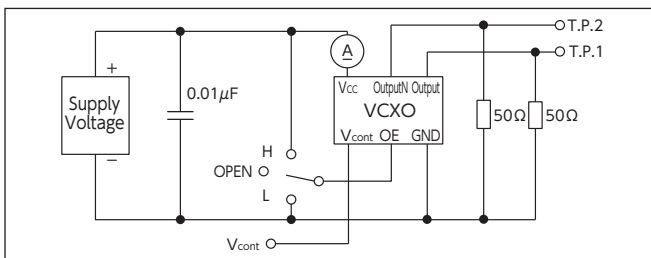 T.P.2
T.P.1
+
A
Supply
Voltage
−
0.01μF
Vcc OutputN Output
VCXO
Vcont OE GND
50Ω 50Ω
H
OPEN
L
Vcont